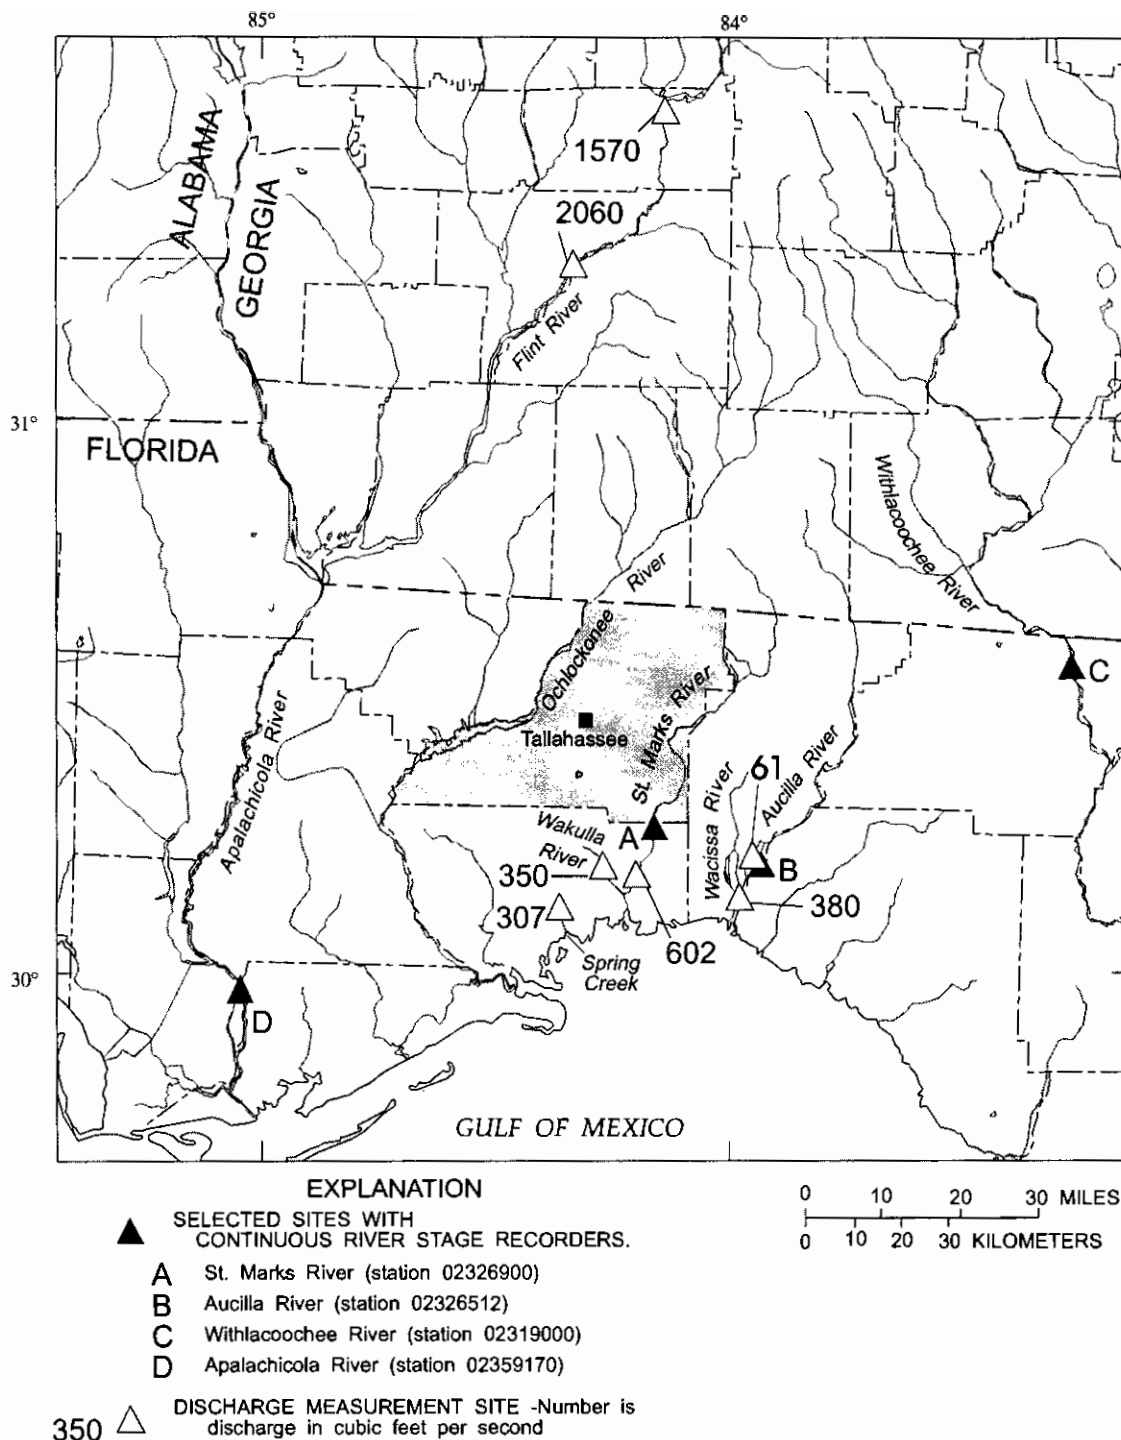 85° 84°
1570
ALABAMA
GEORGIA
2060
Flint River
31°
FLORIDA
Withlacoochee River
Ochlockonee River
Apalachicola River
Tallahassee
St. Marks River
C
61
Aucilla River
Wacissa River
Wakulla River
A
B
350
307
380
602
Spring
Creek
30°
D
GULF OF MEXICO
EXPLANATION
SELECTED SITES WITH
CONTINUOUS RIVER STAGE RECORDERS.
A St. Marks River (station 02326900)
B Aucilla River (station 02326512)
C Withlacoochee River (station 02319000)
D Apalachicola River (station 02359170)
350 DISCHARGE MEASUREMENT SITE -Number is
discharge in cubic feet per second
0 10 20 30 MILES
0 10 20 30 KILOMETERS